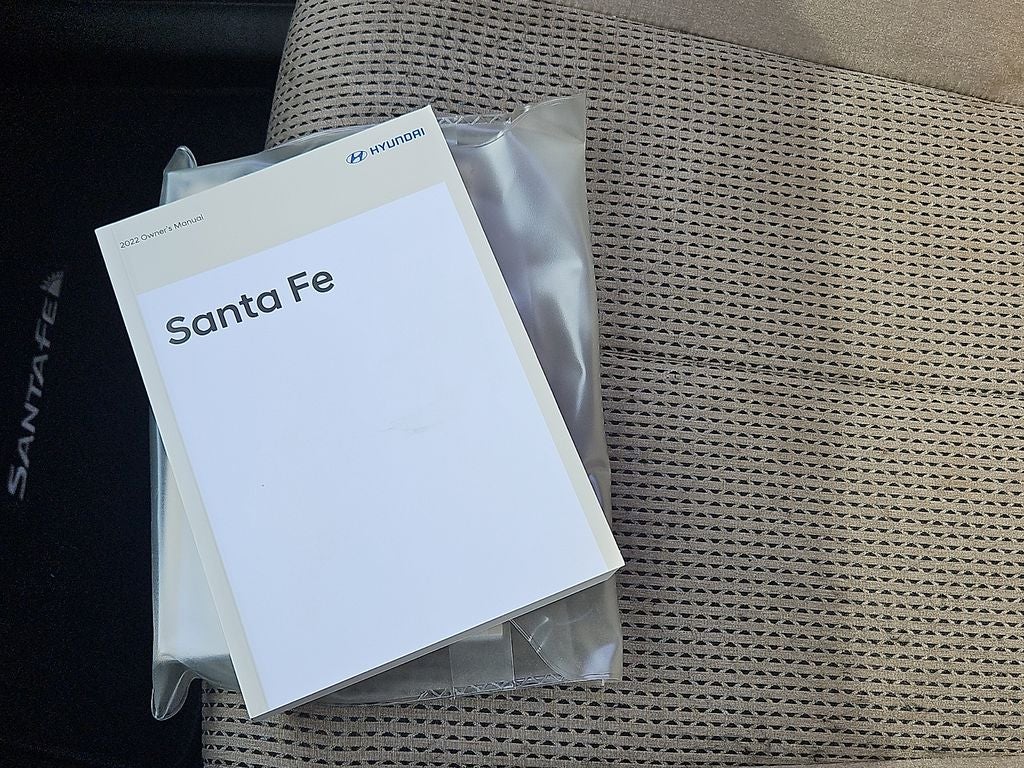 HYUNDAI
2022 Owner's Manual
Santa Fe
SANTA FE